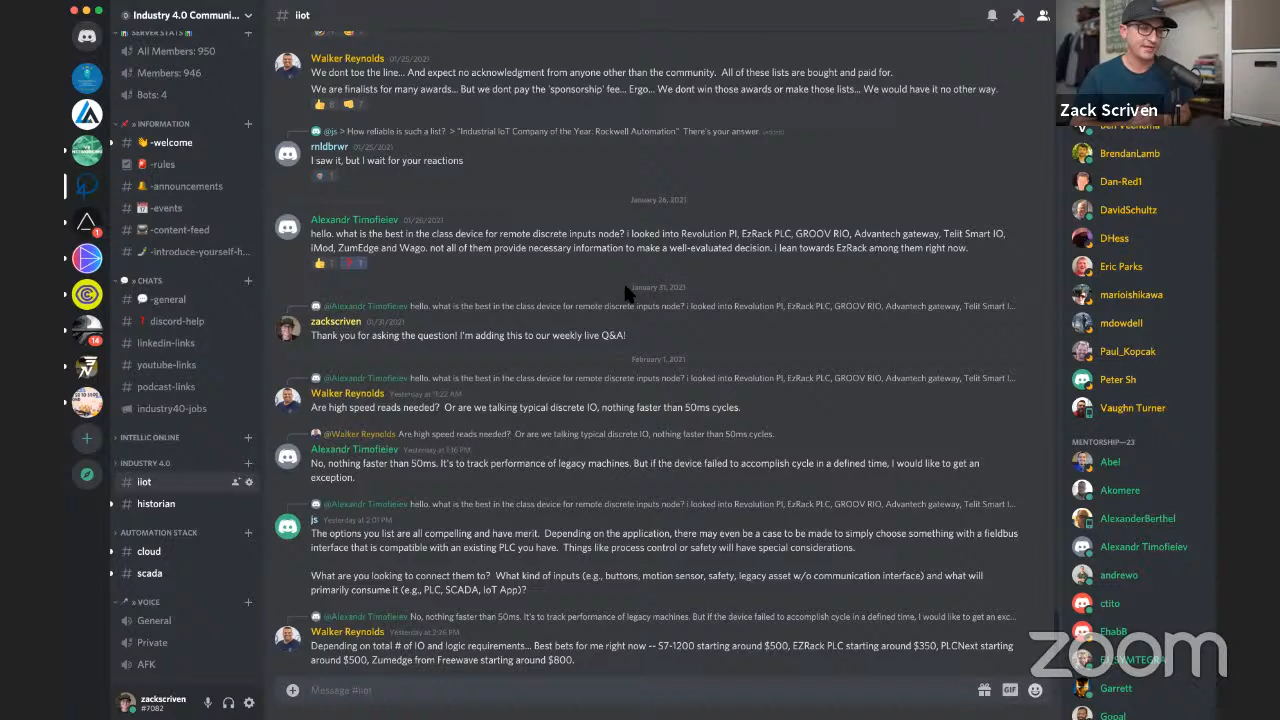 Industry 4.0 Communi...
SERVER STATS
All Members: 950
Members: 946
Bots: 4
INFORMATION
-welcome
-rules
-announcements
-events
-content-feed
-introduce-yourself-h...
CHATS
-general
discord-help
linkedin-links
youtube-links
podcast-links
industry40-jobs
INTELLIC ONLINE
INDUSTRY 4.0
iiot
historian
AUTOMATION STACK
cloud
scada
VOICE
General
Private
AFK
zackscriven
#7082
1
14
# iiot
Walker Reynolds 01/25/2021
We dont toe the line... And expect no acknowledgment from anyone other than the community. All of these lists are bought and paid for.
We are finalists for many awards... But we dont pay the 'sponsorship' fee... Ergo... We dont win those awards or make those lists... We would have it no other way.
@js > How reliable is such a list? > "Industrial IoT Company of the Year: Rockwell Automation" There's your answer. (edited)
rnldbrwr 01/25/2021
I saw it, but I wait for your reactions
1
January 26, 2021
Alexandr Timofieiev 01/26/2021
hello. what is the best in the class device for remote discrete inputs node? i looked into Revolution PI, EzRack PLC, GROOV RIO, Advantech gateway, Telit Smart IO,
iMod, ZumEdge and Wago. not all of them provide necessary information to make a well-evaluated decision. i lean towards EzRack among them right now.
1 1
January 31, 2021
@Alexandr Timofieiev hello. what is the best in the class device for remote discrete inputs node? i looked into Revolution PI, EzRack PLC, GROOV RIO, Advantech gateway, Telit Smart I...
zackscriven 01/31/2021
Thank you for asking the question! I'm adding this to our weekly live Q&A!
February 1, 2021
@Alexandr Timofieiev hello. what is the best in the class device for remote discrete inputs node? i looked into Revolution PI, EzRack PLC, GROOV RIO, Advantech gateway, Telit Smart I...
Walker Reynolds Yesterday at 11:22 AM
Are high speed reads needed? Or are we talking typical discrete IO, nothing faster than 50ms cycles.
@Walker Reynolds Are high speed reads needed? Or are we talking typical discrete IO, nothing faster than 50ms cycles.
Alexandr Timofieiev Yesterday at 1:16 PM
No, nothing faster than 50ms. It's to track performance of legacy machines. But if the device failed to accomplish cycle in a defined time, I would like to get an
exception.
@Alexandr Timofieiev hello. what is the best in the class device for remote discrete inputs node? i looked into Revolution PI, EzRack PLC, GROOV RIO, Advantech gateway, Telit Smart I...
js Yesterday at 2:01 PM
The options you list are all compelling and have merit. Depending on the application, there may even be a case to be made to simply choose something with a fieldbus
interface that is compatible with an existing PLC you have. Things like process control or safety will have special considerations.
What are you looking to connect them to? What kind of inputs (e.g., buttons, motion sensor, safety, legacy asset w/o communication interface) and what will
primarily consume it (e.g., PLC, SCADA, IoT App)?
@Alexandr Timofieiev No, nothing faster than 50ms. It's to track performance of legacy machines. But if the device failed to accomplish cycle in a defined time, I would like to get an exc...
Walker Reynolds Yesterday at 2:26 PM
Depending on total # of IO and logic requirements... Best bets for me right now -- S7-1200 starting around $500, EZRack PLC starting around $350, PLCNext starting
around $500, Zumedge from Freewave starting around $800.
Message #iiot
GIF
Zack Scriven
Ben Veenema
BrendanLamb
Dan-Red1
DavidSchultz
DHess
Eric Parks
marioishikawa
mdowdell
Paul_Kopcak
Peter Sh
Vaughn Turner
MENTORSHIP—23
Abel
Akomere
AlexanderBerthel
Alexandr Timofieiev
andrewo
ctito
EhabB
Garrett
Gopal
zoom